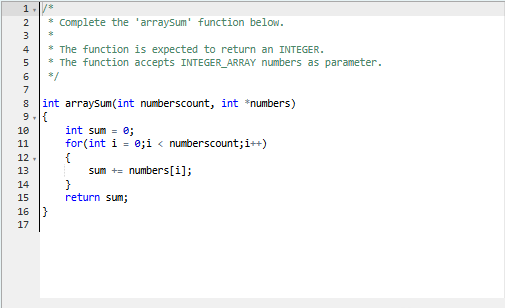 1 /*
2  * Complete the 'arraySum' function below.
3  *
4  * The function is expected to return an INTEGER.
5  * The function accepts INTEGER_ARRAY numbers as parameter.
6  */
7
8 int arraySum(int numberscount, int *numbers)
9 {
10     int sum = 0;
11     for(int i = 0;i < numberscount;i++)
12     {
13         sum += numbers[i];
14     }
15     return sum;
16 }
17